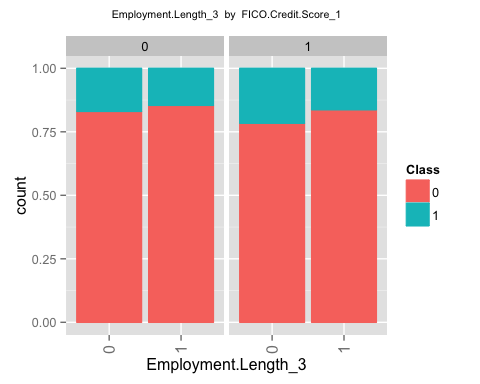 Employment.Length_3 by FICO.Credit.Score_1
0 1
1.00
0.75
0.50
0.25
0.00
count
0 1 0 1
Employment.Length_3
Class
0
1